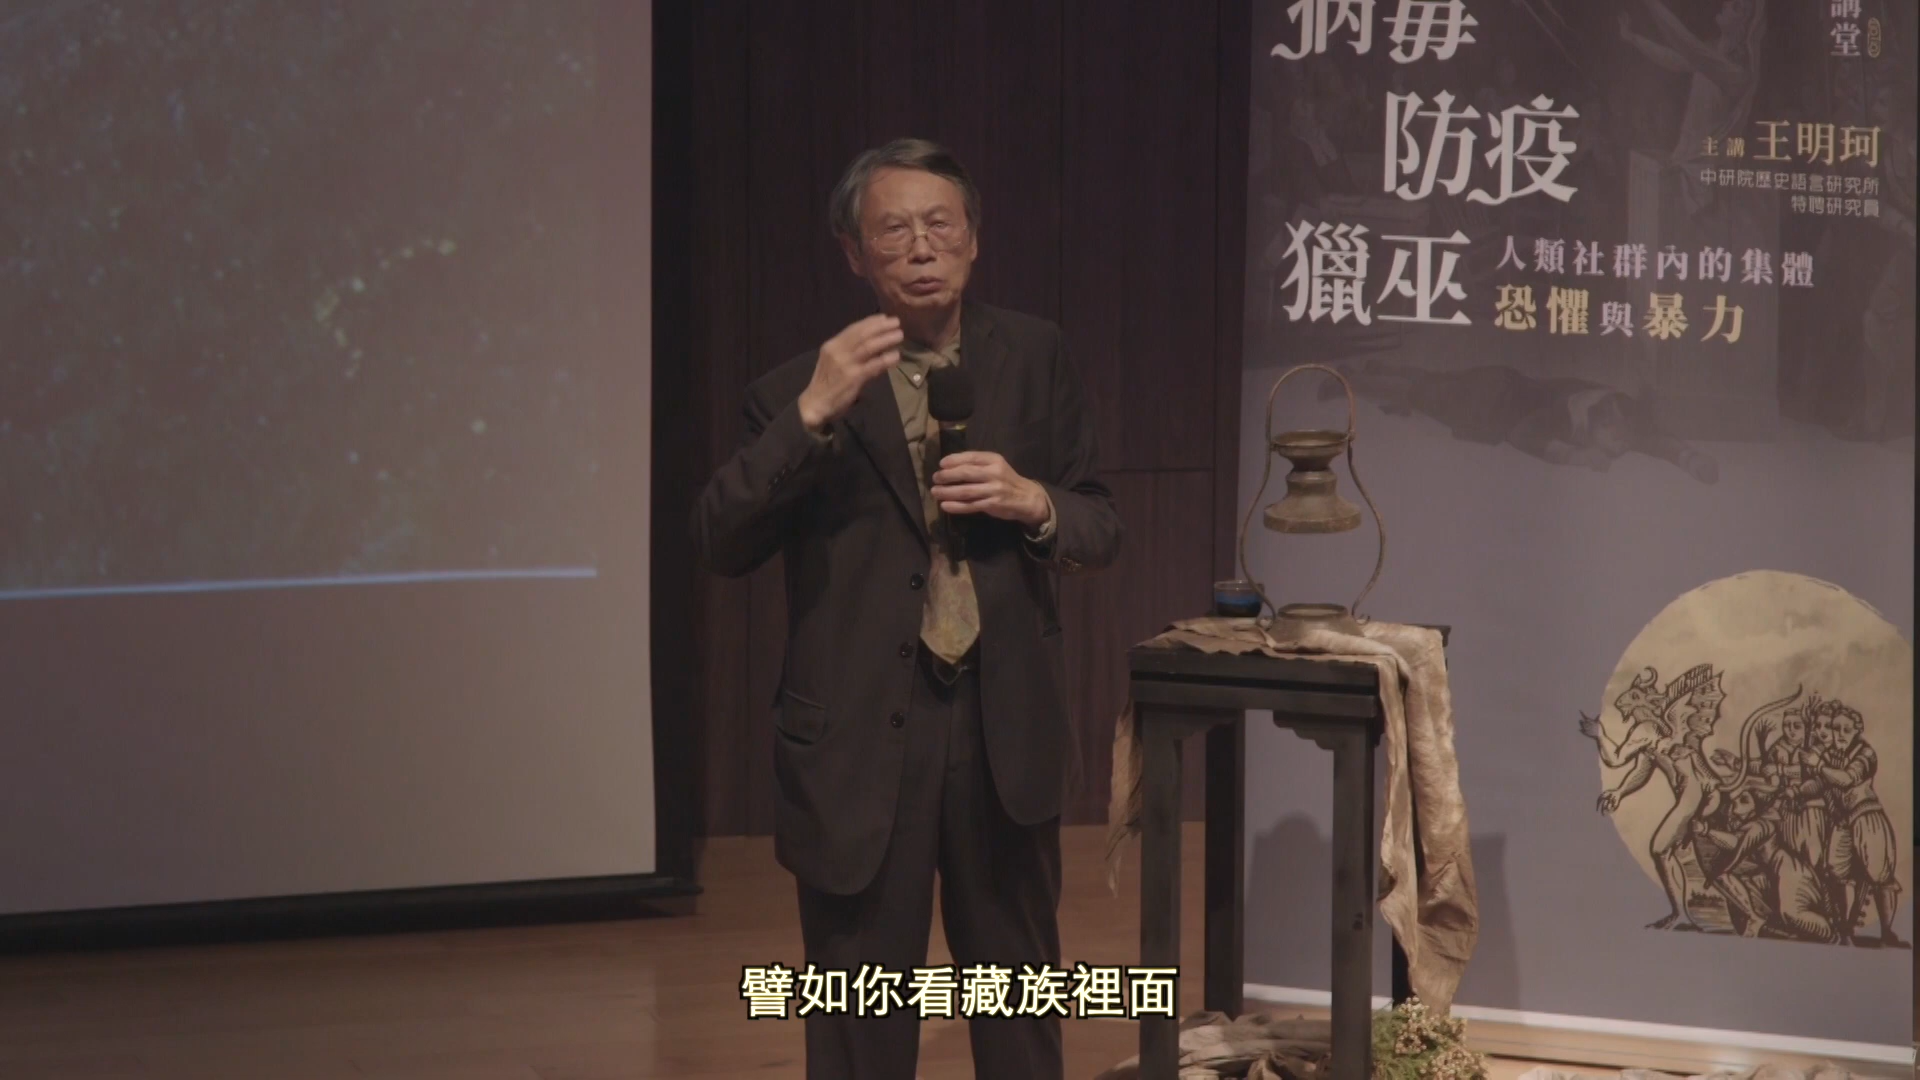 病毒
講堂
防疫
主講 王明珂
中研院歷史語言研究所
特聘研究員
獵巫
人類社群內的集體
恐懼與暴力
譬如你看藏族裡面